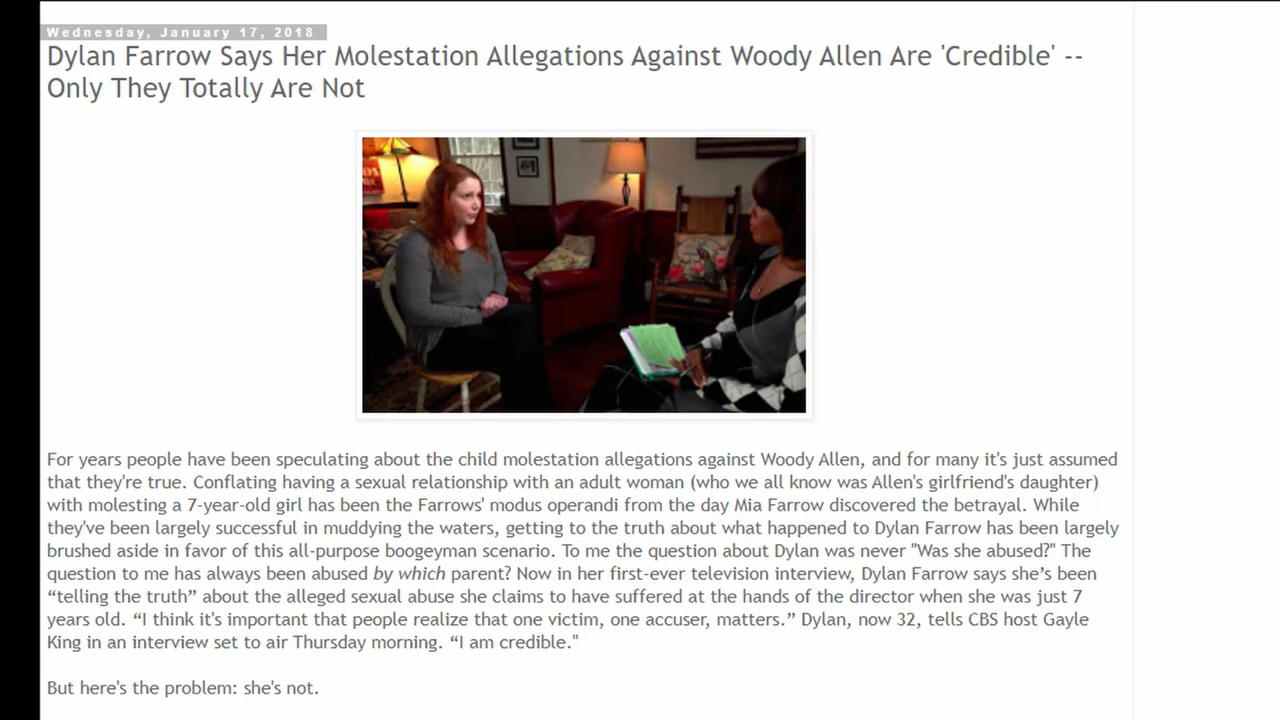 Wednesday, January 17, 2018
Dylan Farrow Says Her Molestation Allegations Against Woody Allen Are 'Credible' --
Only They Totally Are Not
For years people have been speculating about the child molestation allegations against Woody Allen, and for many it's just assumed
that they're true. Conflating having a sexual relationship with an adult woman (who we all know was Allen's girlfriend's daughter)
with molesting a 7-year-old girl has been the Farrows' modus operandi from the day Mia Farrow discovered the betrayal. While
they've been largely successful in muddying the waters, getting to the truth about what happened to Dylan Farrow has been largely
brushed aside in favor of this all-purpose boogeyman scenario. To me the question about Dylan was never "Was she abused?" The
question to me has always been abused by which parent? Now in her first-ever television interview, Dylan Farrow says she’s been
“telling the truth” about the alleged sexual abuse she claims to have suffered at the hands of the director when she was just 7
years old. “I think it's important that people realize that one victim, one accuser, matters.” Dylan, now 32, tells CBS host Gayle
King in an interview set to air Thursday morning. “I am credible."
But here's the problem: she's not.